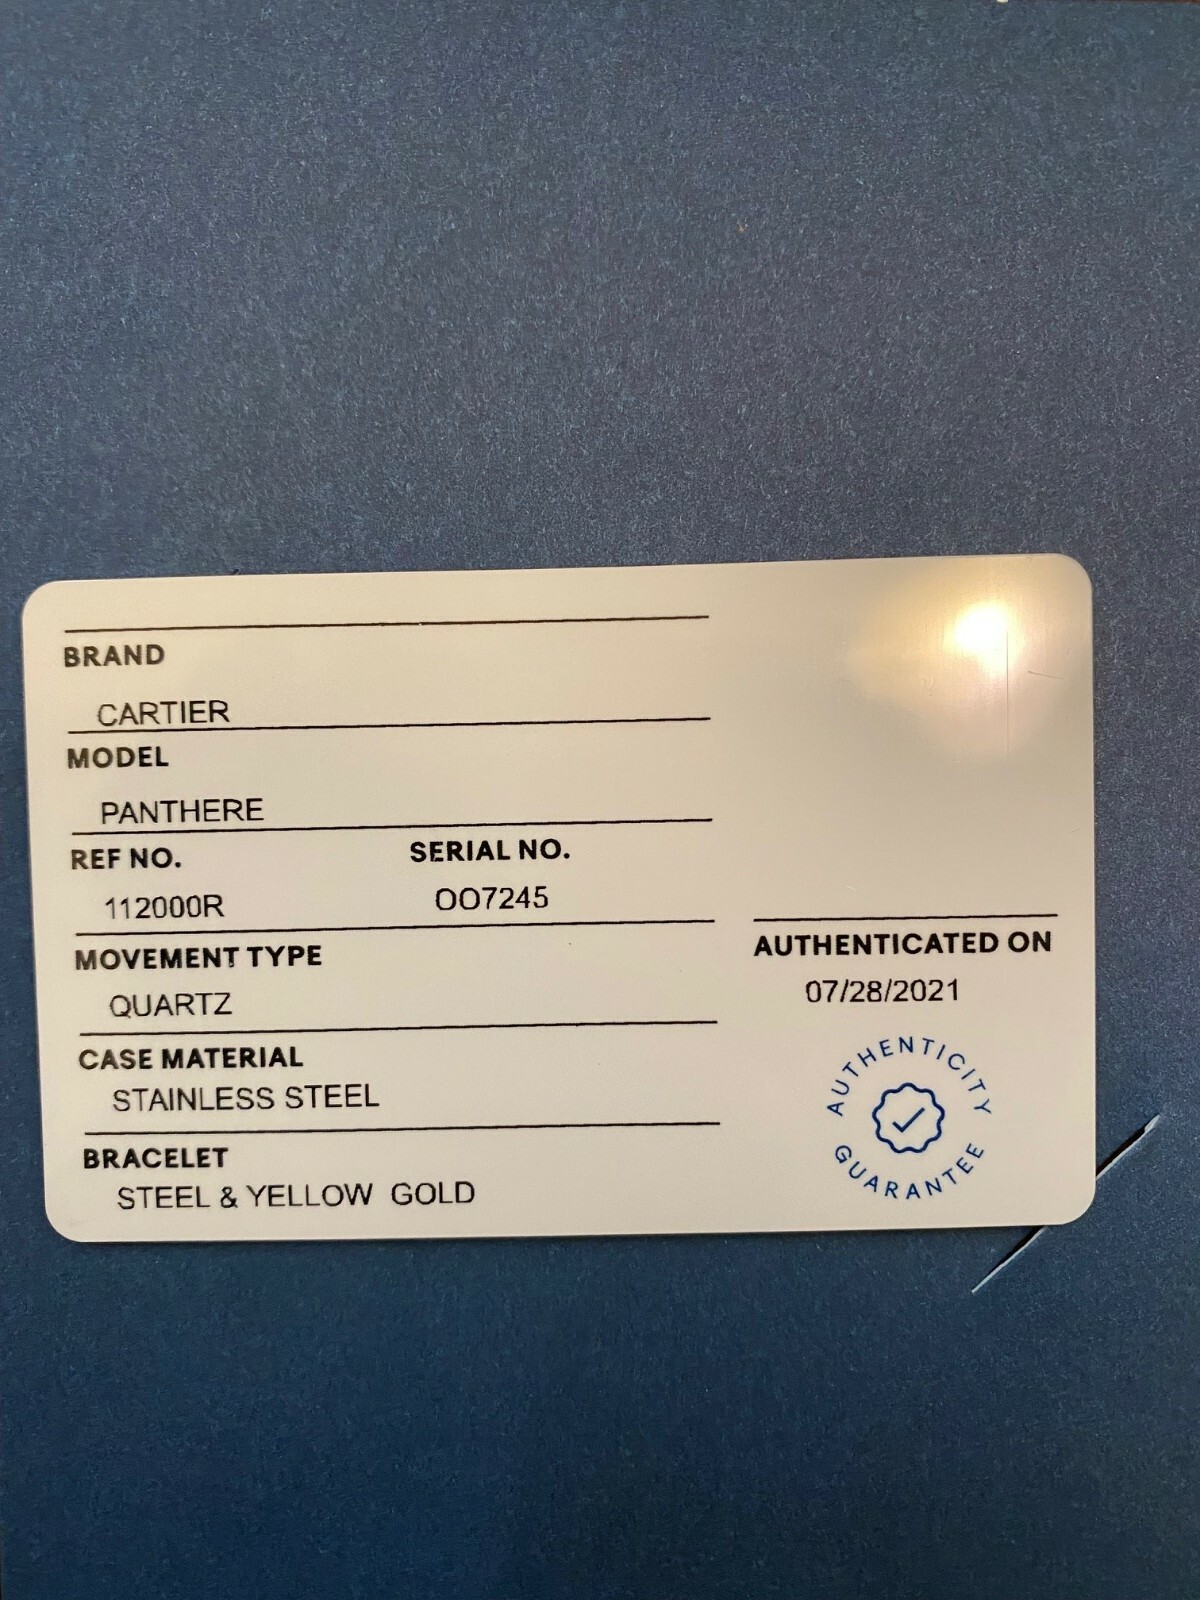 BRAND
CARTIER
MODEL
PANTHERE
REF NO. SERIAL NO.
112000R OO7245
MOVEMENT TYPE
QUARTZ
CASE MATERIAL
STAINLESS STEEL
BRACELET
STEEL & YELLOW GOLD
AUTHENTICATED ON
07/28/2021
AUTHENTICITY
GUARANTEE